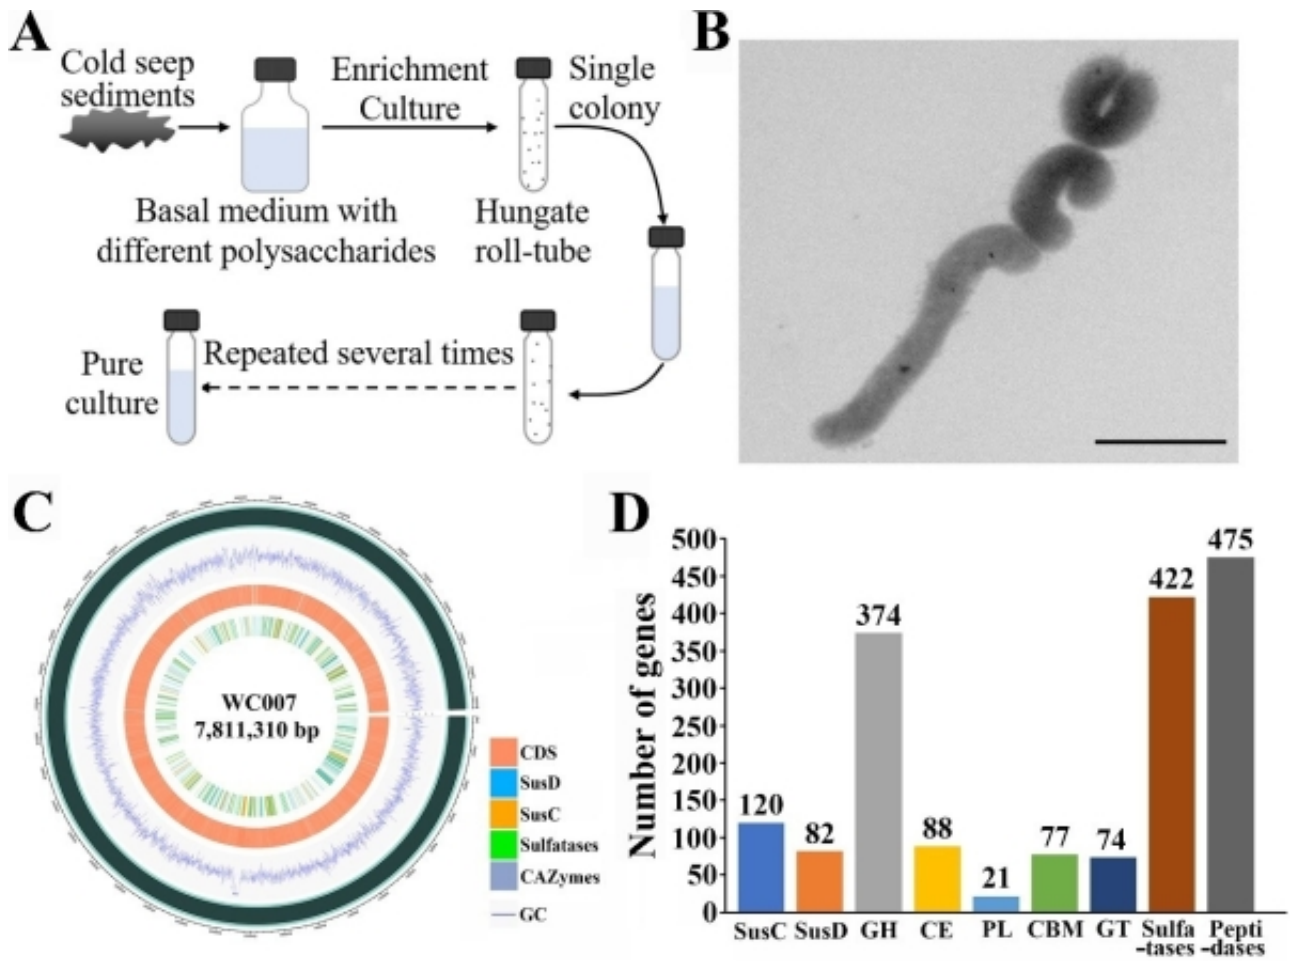 A
Cold seep
sediments
Enrichment
Culture
Single
colony
Basal medium with
different polysaccharides
Hungate
roll-tube
Pure
culture
Repeated several times
B
C
WC007
7,811,310 bp
CDS
SusD
SusC
Sulfatases
CAZymes
GC
D
Number of genes
500
450
400
350
300
250
200
150
100
50
0
120
82
374
88
21
77
74
422
475
SusC
SusD
GH
CE
PL
CBM
GT
Sulfa
-tases
Pepti
-dases